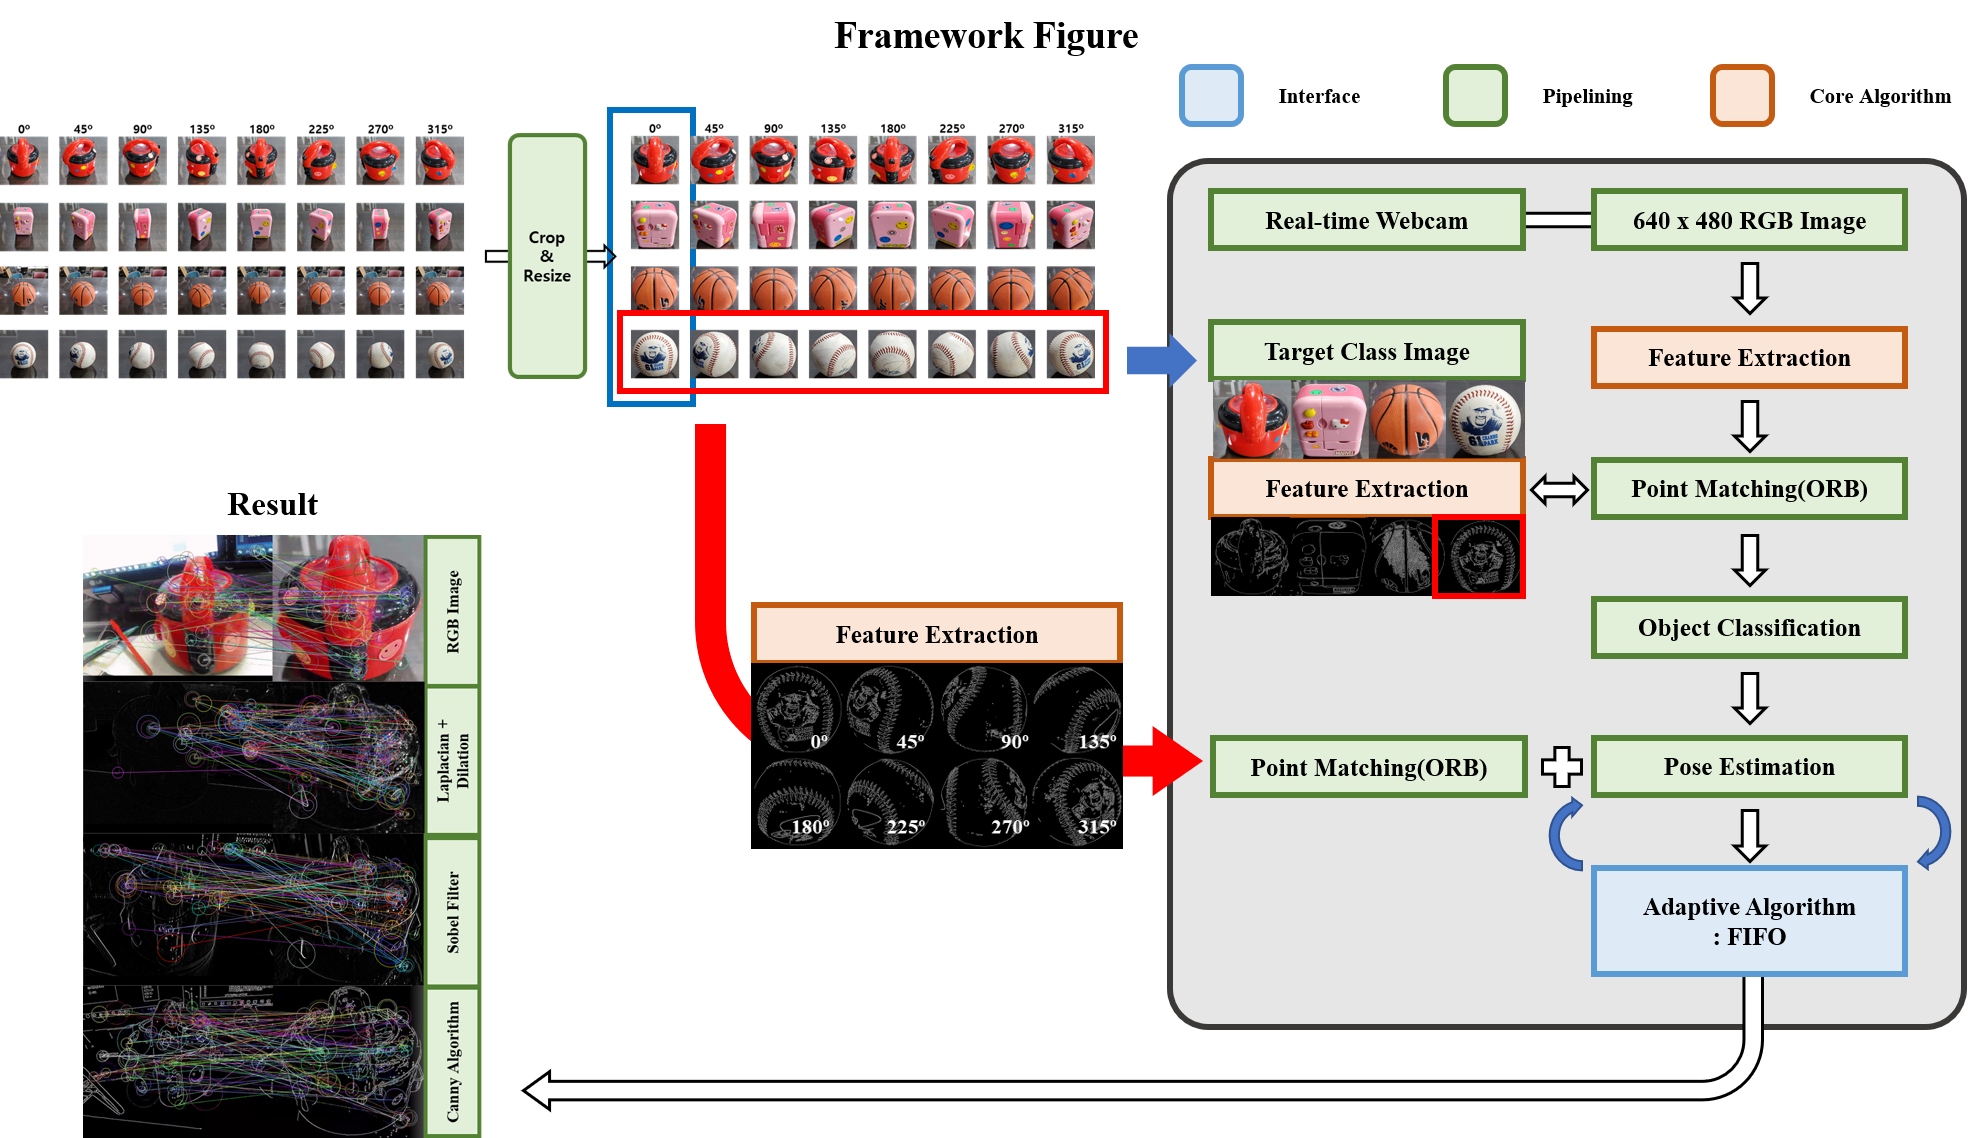 Framework Figure
Interface
Pipelining
Core Algorithm
0º 45º 90º 135º 180º 225º 270º 315º
Crop
&
Resize
0º 45º 90º 135º 180º 225º 270º 315º
Real-time Webcam
640 x 480 RGB Image
Target Class Image
Feature Extraction
61 CHANHO
PARK
Feature Extraction
Point Matching(ORB)
Object Classification
Point Matching(ORB)
Pose Estimation
Adaptive Algorithm
: FIFO
Feature Extraction
0º 45º 90º 135º
180º 225º 270º 315º
Result
RGB Image
Laplacian +
Dilation
Sobel Filter
Canny Algorithm